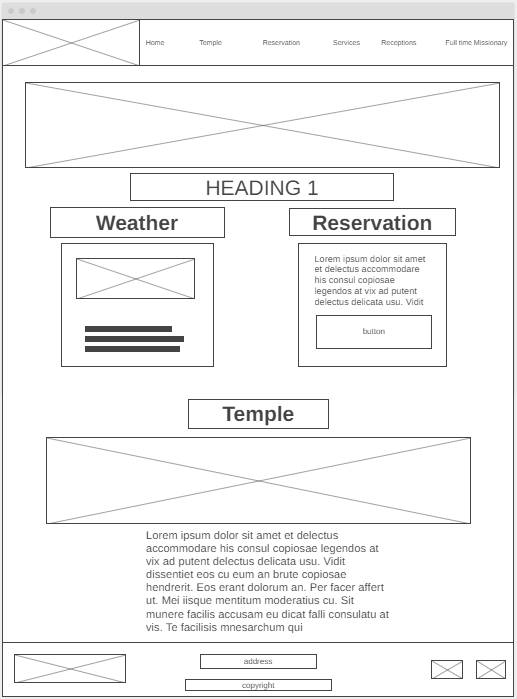 Home Temple Reservation Services Receptions Full time Missionary
HEADING 1
Weather
Reservation
Lorem ipsum dolor sit amet
et delectus accommodare
his consul copiosae
legendos at vix ad putent
delectus delicata usu. Vidit
button
Temple
Lorem ipsum dolor sit amet et delectus
accommodare his consul copiosae legendos at
vix ad putent delectus delicata usu. Vidit
dissentiet eos cu eum an brute copiosae
hendrerit. Eos erant dolorum an. Per facer affert
ut. Mei iisque mentitum moderatius cu. Sit
munere facilis accusam eu dicat falli consulatu at
vis. Te facilisis mnesarchum qui
address
copyright